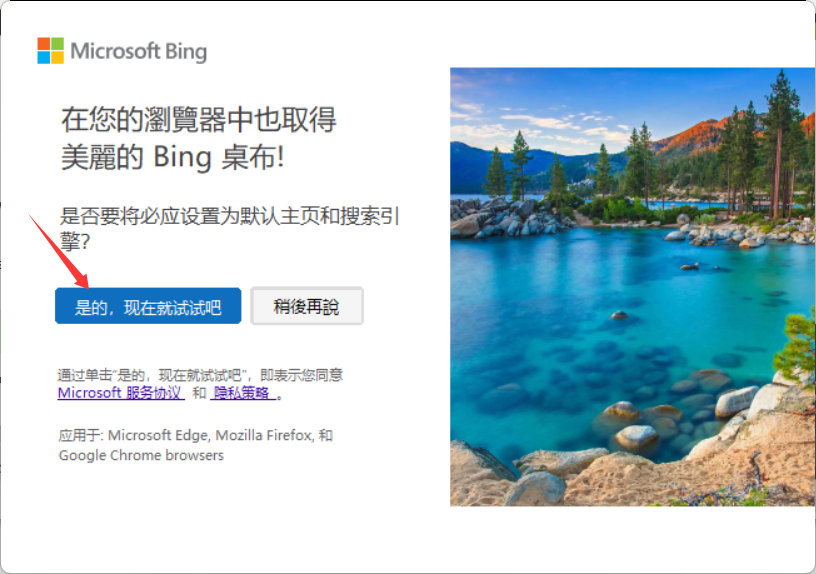 Microsoft Bing
在您的瀏覽器中也取得
美麗的 Bing 桌布!
是否要将必应设置为默认主页和搜索引
擎?
是的，现在就试试吧
稍後再說
通过单击"是的，现在就试试吧"，即表示您同意
Microsoft 服务协议 和 隐私策略 。
应用于: Microsoft Edge, Mozilla Firefox, 和
Google Chrome browsers